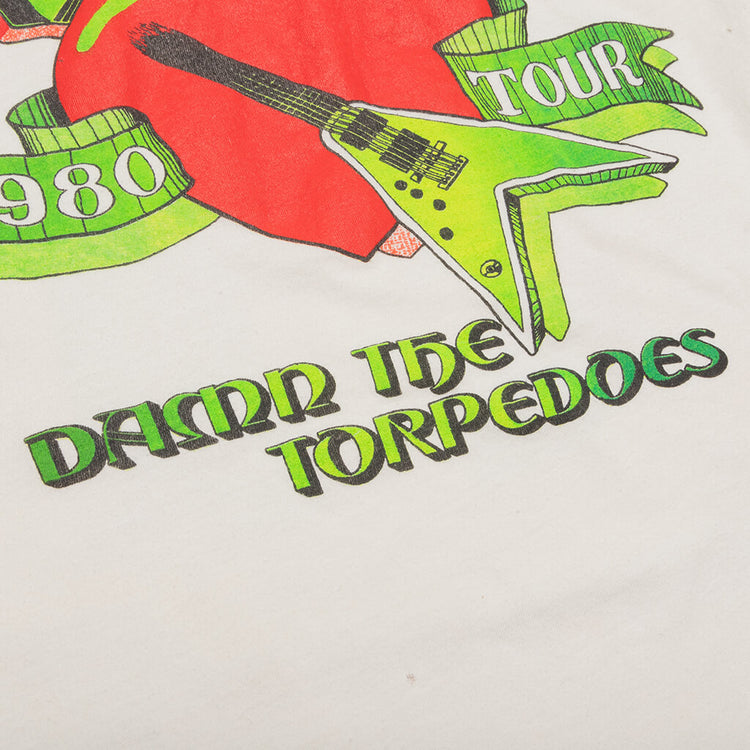 TOUR
980
DAMN THE
TORPEDOES